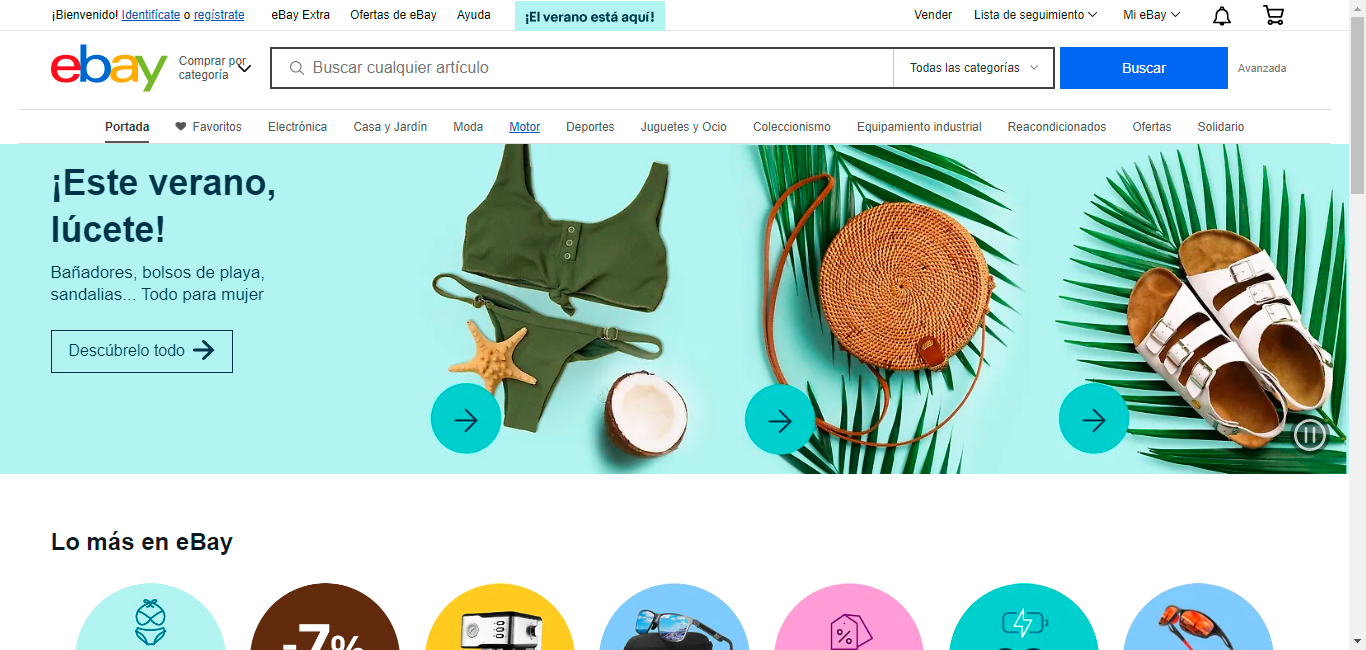 ¡Bienvenido! Identifícate o regístrate eBay Extra Ofertas de eBay Ayuda ¡El verano está aquí! Vender Lista de seguimiento Mi eBay
ebay Comprar por categoría Buscar cualquier artículo Todas las categorías Buscar Avanzada
Portada Favoritos Electrónica Casa y Jardín Moda Motor Deportes Juguetes y Ocio Coleccionismo Equipamiento industrial Reacondicionados Ofertas Solidario
¡Este verano,
lúcete!
Bañadores, bolsos de playa,
sandalias... Todo para mujer
Descúbrelo todo
Lo más en eBay
-7%
%